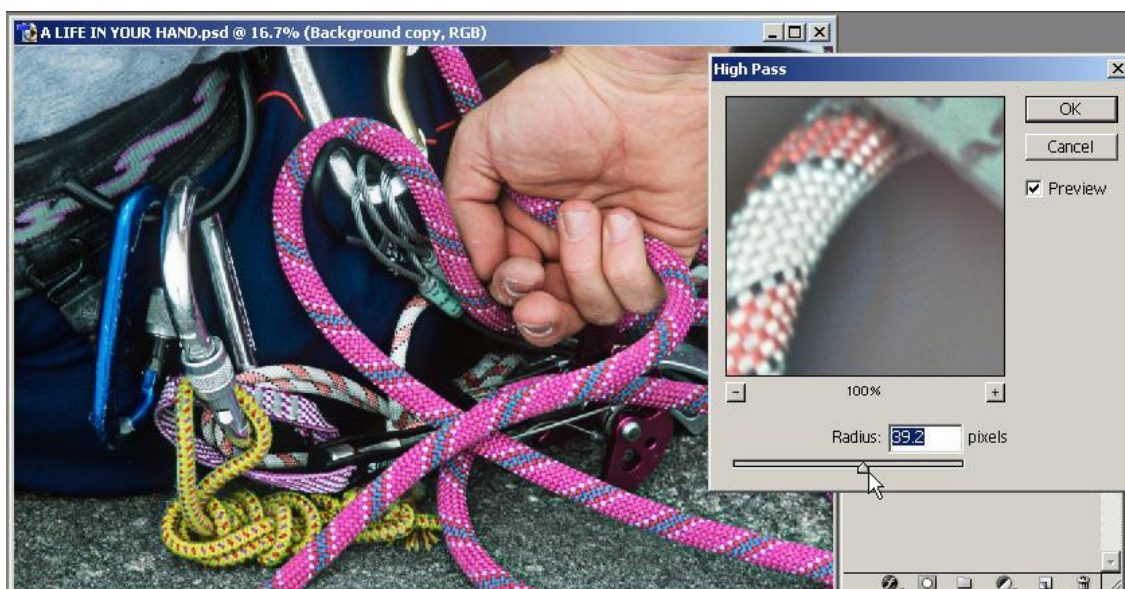 A LIFE IN YOUR HAND.psd @ 16.7% (Background copy, RGB)
High Pass
OK
Cancel
Preview
100%
Radius: 39.2 pixels